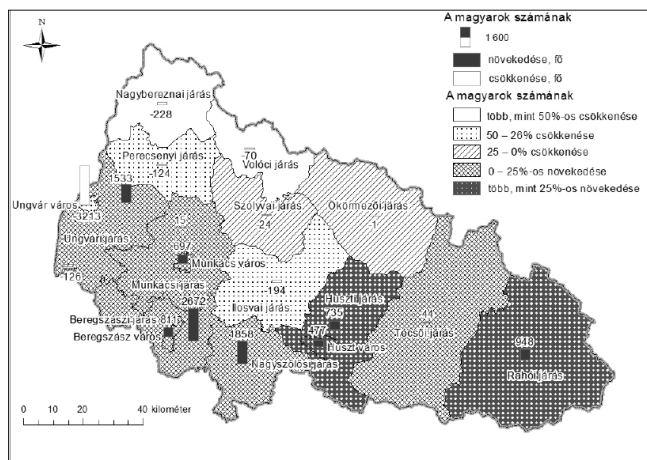 N
A magyarok számának
1 600
növekedése, fő
csökkenése, fő
A magyarok számának
több, mint 50%-os csökkenése
50 – 26% csökkenése
25 – 0% csökkenése
0 – 25%-os növekedése
több, mint 25%-os növekedése
Nagybereznai járás
-228
-70
Volóci járás
Perecsenyi járás
-124
1533
Ungvár város
-3213
Ungvári járás
-126
Szolyvai járás
24
Ökörmezői járás
1
15
697
Munkács város
Munkácsi járás
2672
-194
Ilosvai járás
Huszti járás
735
477
Huszt város
44
Técsői járás
948
Rahói járás
Beregszászi járás 811
Beregszász város
1858
Nagyszőlősi járás
0 10 20 40 kilométer